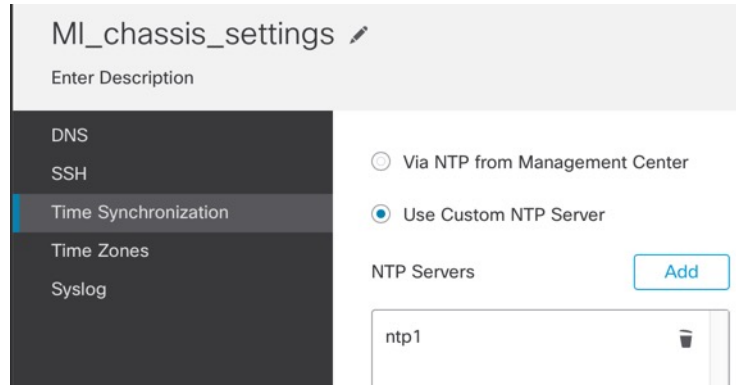 MI_chassis_settings
Enter Description
DNS
SSH
Time Synchronization
Time Zones
Syslog
Via NTP from Management Center
Use Custom NTP Server
NTP Servers
Add
ntp1